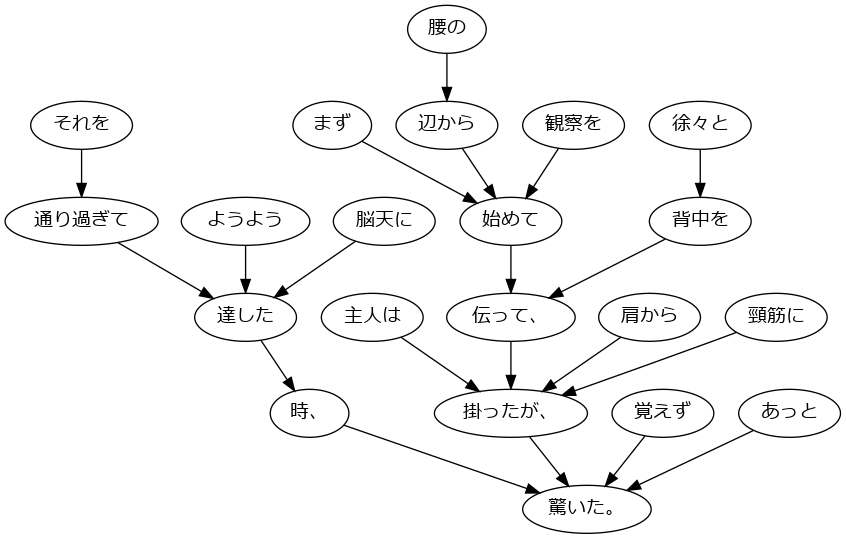 腰の
それを
まず
辺から
観察を
徐々と
通り過ぎて
ようよう
脳天に
始めて
背中を
達した
主人は
伝って、
肩から
頸筋に
時、
掛ったが、
覚えず
あっと
驚いた。